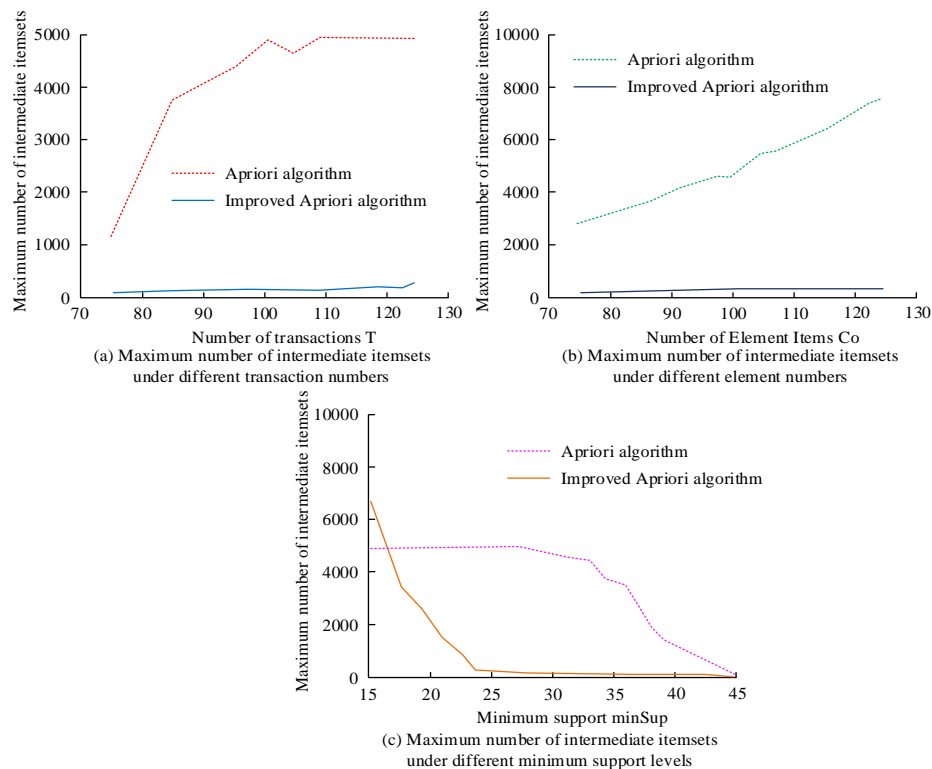 Maximum number of intermediate itemsets
5000
4000
3000
2000
1000
0
Apriori algorithm
Improved Apriori algorithm
70
80
90
100
110
120
130
Number of transactions T
(a) Maximum number of intermediate itemsets
under different transaction numbers
Maximum number of intermediate itemsets
10000
8000
6000
4000
2000
0
Apriori algorithm
Improved Apriori algorithm
70
80
90
100
110
120
130
Number of Element Items Co
(b) Maximum number of intermediate itemsets
under different element numbers
Maximum number of intermediate itemsets
10000
8000
6000
4000
2000
0
Apriori algorithm
Improved Apriori algorithm
15
20
25
30
35
40
45
Minimum support minSup
(c) Maximum number of intermediate itemsets
under different minimum support levels